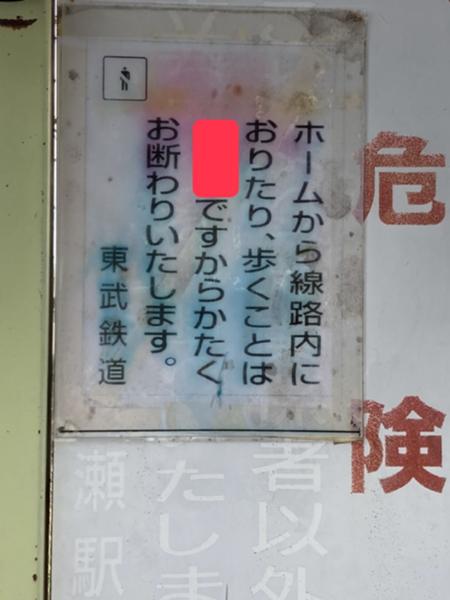 ホームから線路内に
おりたり、歩くことは
ですからかたく
お断わりいたします。
東武鉄道
危険
者以外
たしま
瀬駅